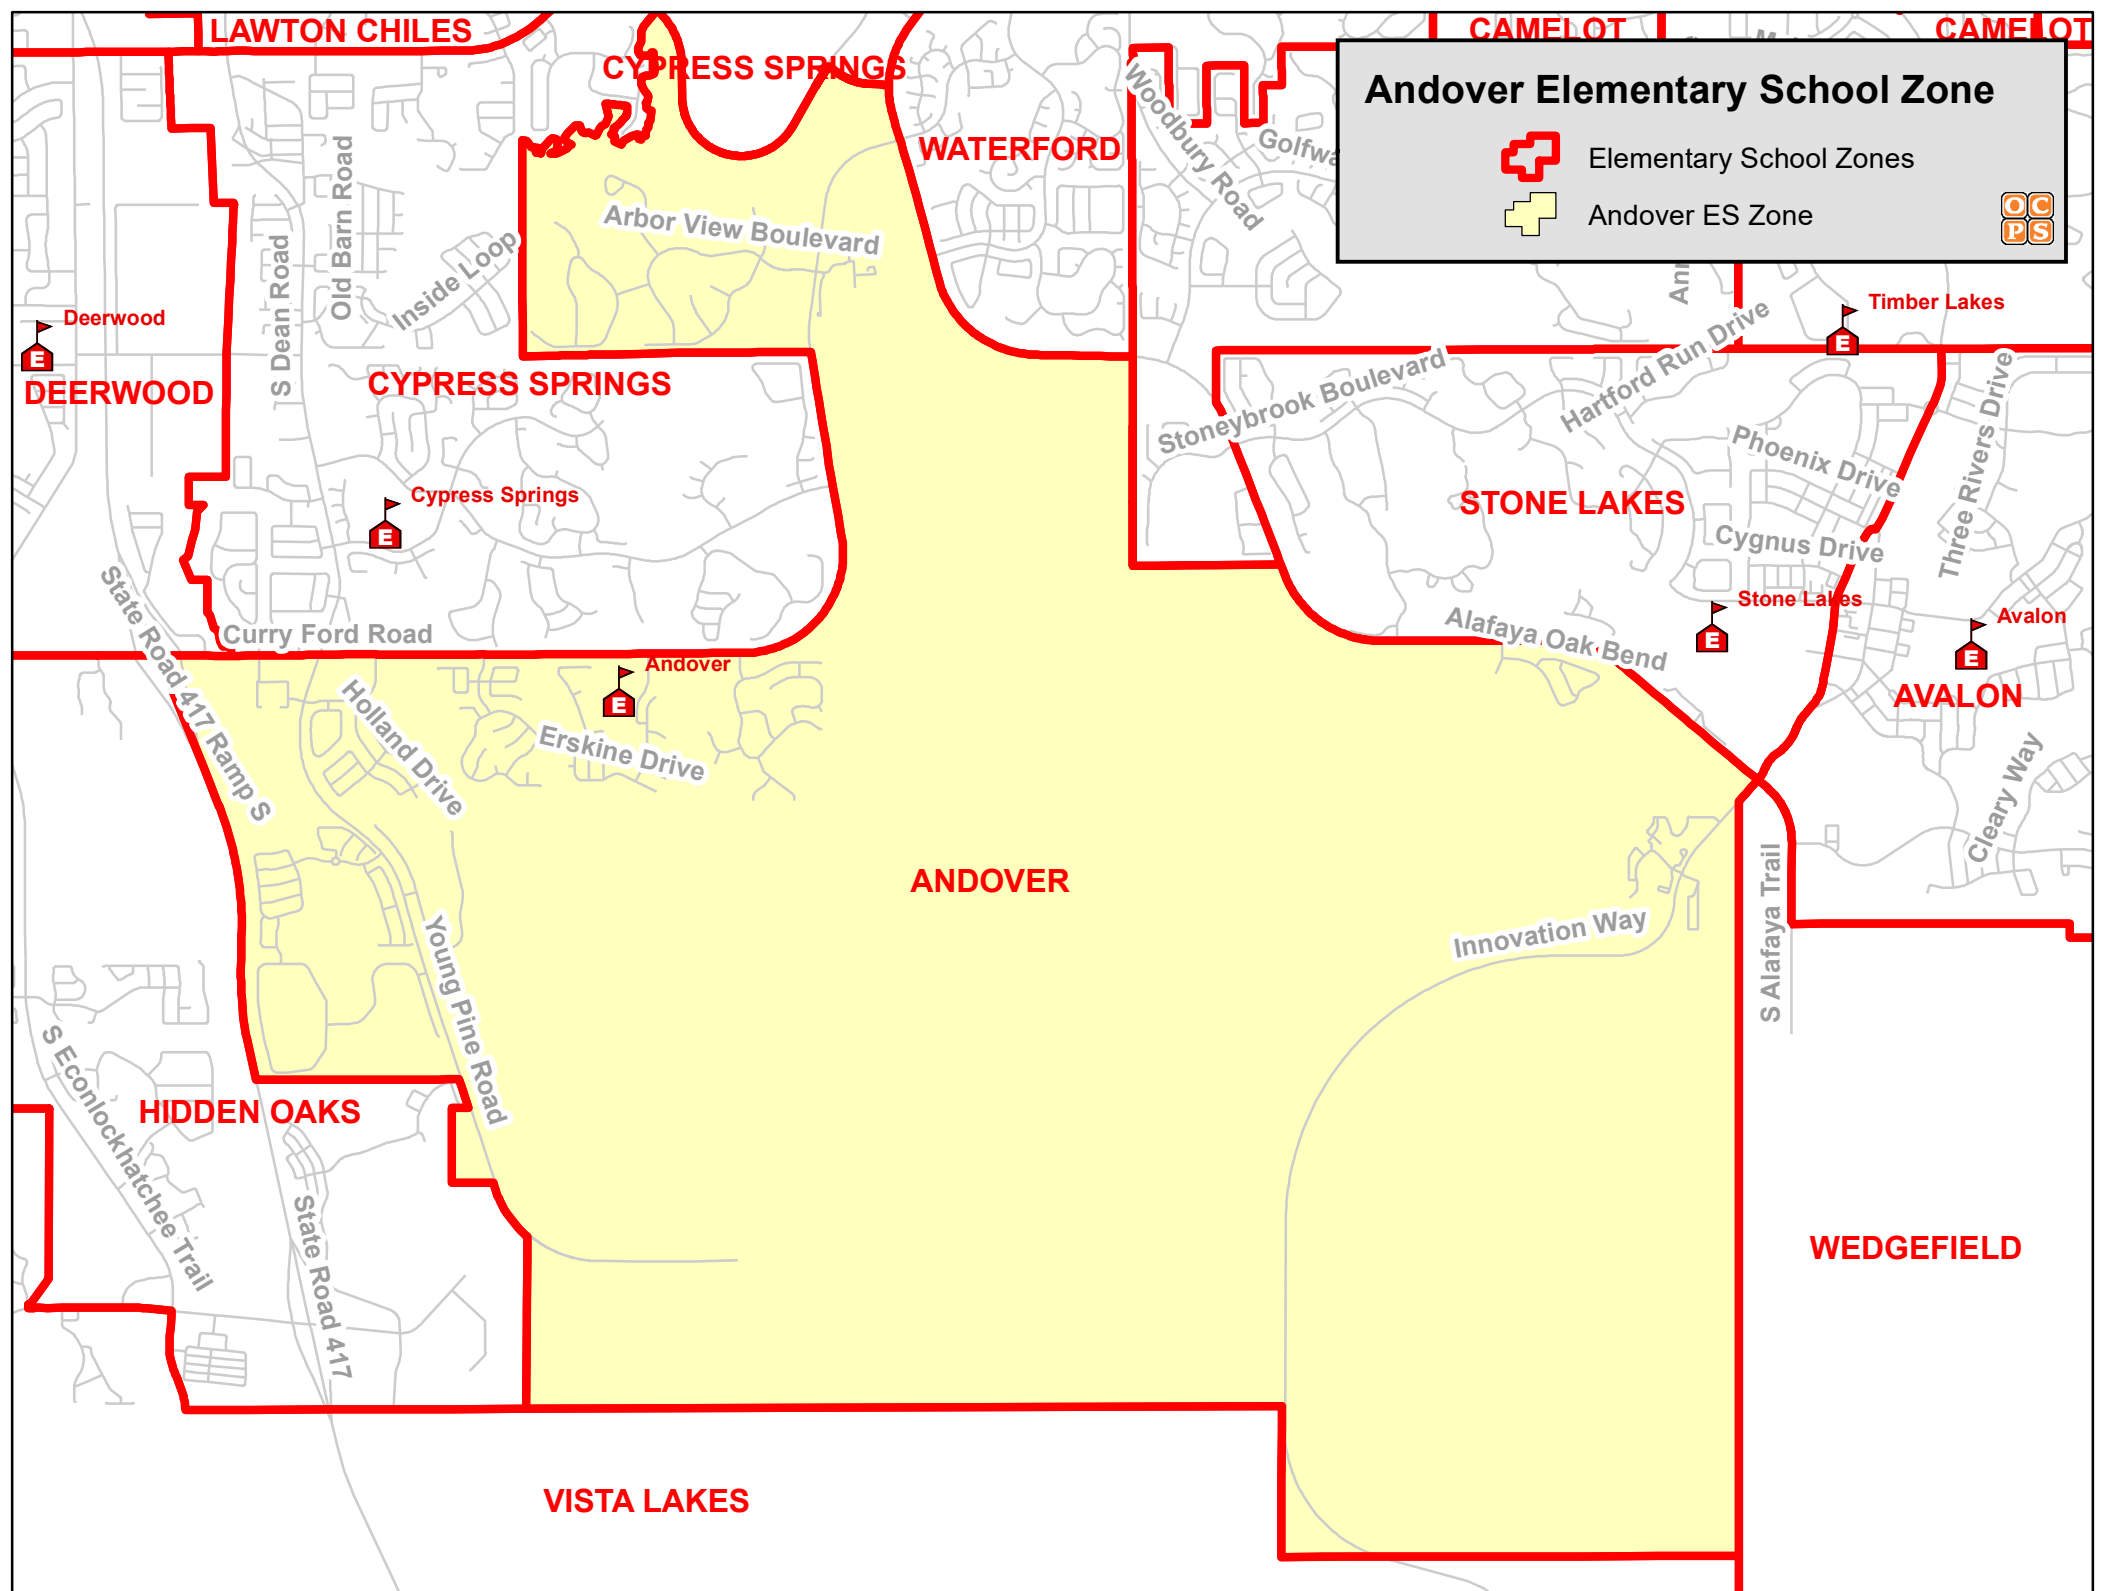 LAWTON CHILES
CAMELOT
CAMELOT
CYPRESS SPRINGS
Andover Elementary School Zone
Elementary School Zones
Andover ES Zone
OC
PS
WATERFORD
Woodbury Road
Old Barn Road
Arbor View Boulevard
Inside Loop
S Dean Road
Deerwood
E
DEERWOOD
CYPRESS SPRINGS
Timber Lakes
E
Hartford Run Drive
Stoneybrook Boulevard
Three Rivers Drive
Phoenix Drive
Cypress Springs
E
STONE LAKES
Cygnus Drive
State Road 417 Ramp S
Stone Lakes
E
Avalon
E
Curry Ford Road
Alafaya Oak Bend
Andover
E
AVALON
Holland Drive
Erskine Drive
Cleary Way
ANDOVER
S Alafaya Trail
Innovation Way
Young Pine Road
HIDDEN OAKS
S Econlockhatchee Trail
State Road 417
WEDGEFIELD
VISTA LAKES